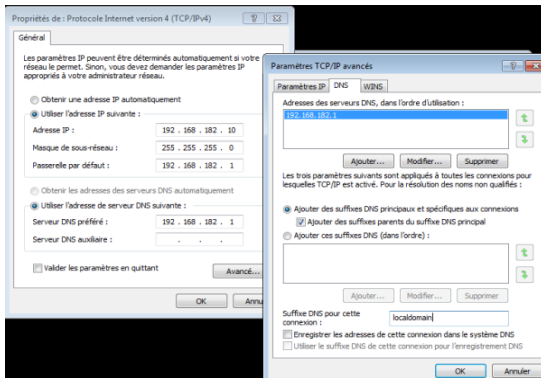 Propriétés de : Protocole Internet version 4 (TCP/IPv4)
Général
Les paramètres IP peuvent être déterminés automatiquement si votre
réseau le permet. Sinon, vous devez demander les paramètres IP
appropriés à votre administrateur réseau.
Obtenir une adresse IP automatiquement
Utiliser l'adresse IP suivante :
Adresse IP : 192 . 168 . 182 . 10
Masque de sous-réseau : 255 . 255 . 255 . 0
Passerelle par défaut : 192 . 168 . 182 . 1
Obtenir les adresses des serveurs DNS automatiquement
Utiliser l'adresse de serveur DNS suivante :
Serveur DNS préféré : 192 . 168 . 182 . 1
Serveur DNS auxiliaire : . . .
Valider les paramètres en quittant
Avancé...
OK Annu
Paramètres TCP/IP avancés
Paramètres IP DNS WINS
Adresses des serveurs DNS, dans l'ordre d'utilisation :
192.168.182.1
Ajouter... Modifier... Supprimer
Les trois paramètres suivants sont appliqués à toutes les connexions pour
lesquelles TCP/IP est activé. Pour la résolution des noms non qualifiés :
Ajouter des suffixes DNS principaux et spécifiques aux connexions
Ajouter des suffixes parents du suffixe DNS principal
Ajouter ces suffixes DNS (dans l'ordre) :
Ajouter... Modifier... Supprimer
Suffixe DNS pour cette
connexion : localdomain
Enregistrer les adresses de cette connexion dans le système DNS
Utiliser le suffixe DNS de cette connexion pour l'enregistrement DNS
OK Annuler